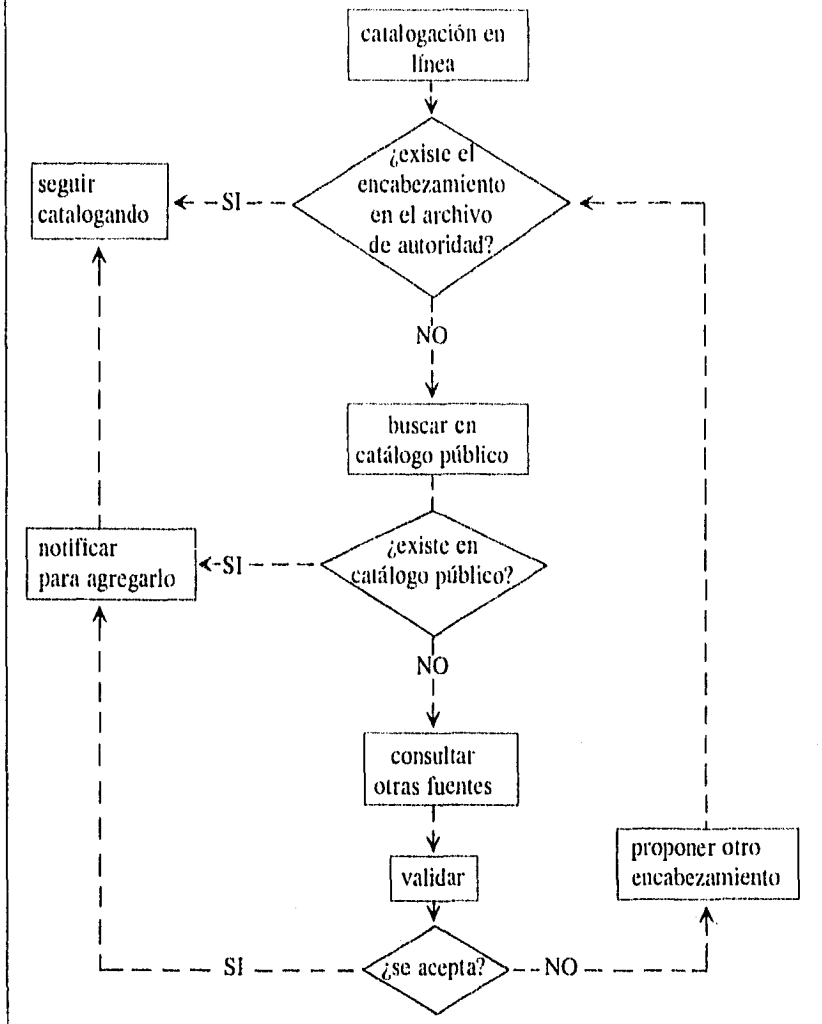 catalogación en
línea
¿existe el
encabezamiento
en el archivo
de autoridad?
SI
seguir
catalogando
NO
buscar en
catálogo público
¿existe en
catálogo público?
SI
notificar
para agregarlo
NO
consultar
otras fuentes
validar
¿se acepta?
SI
NO
proponer otro
encabezamiento